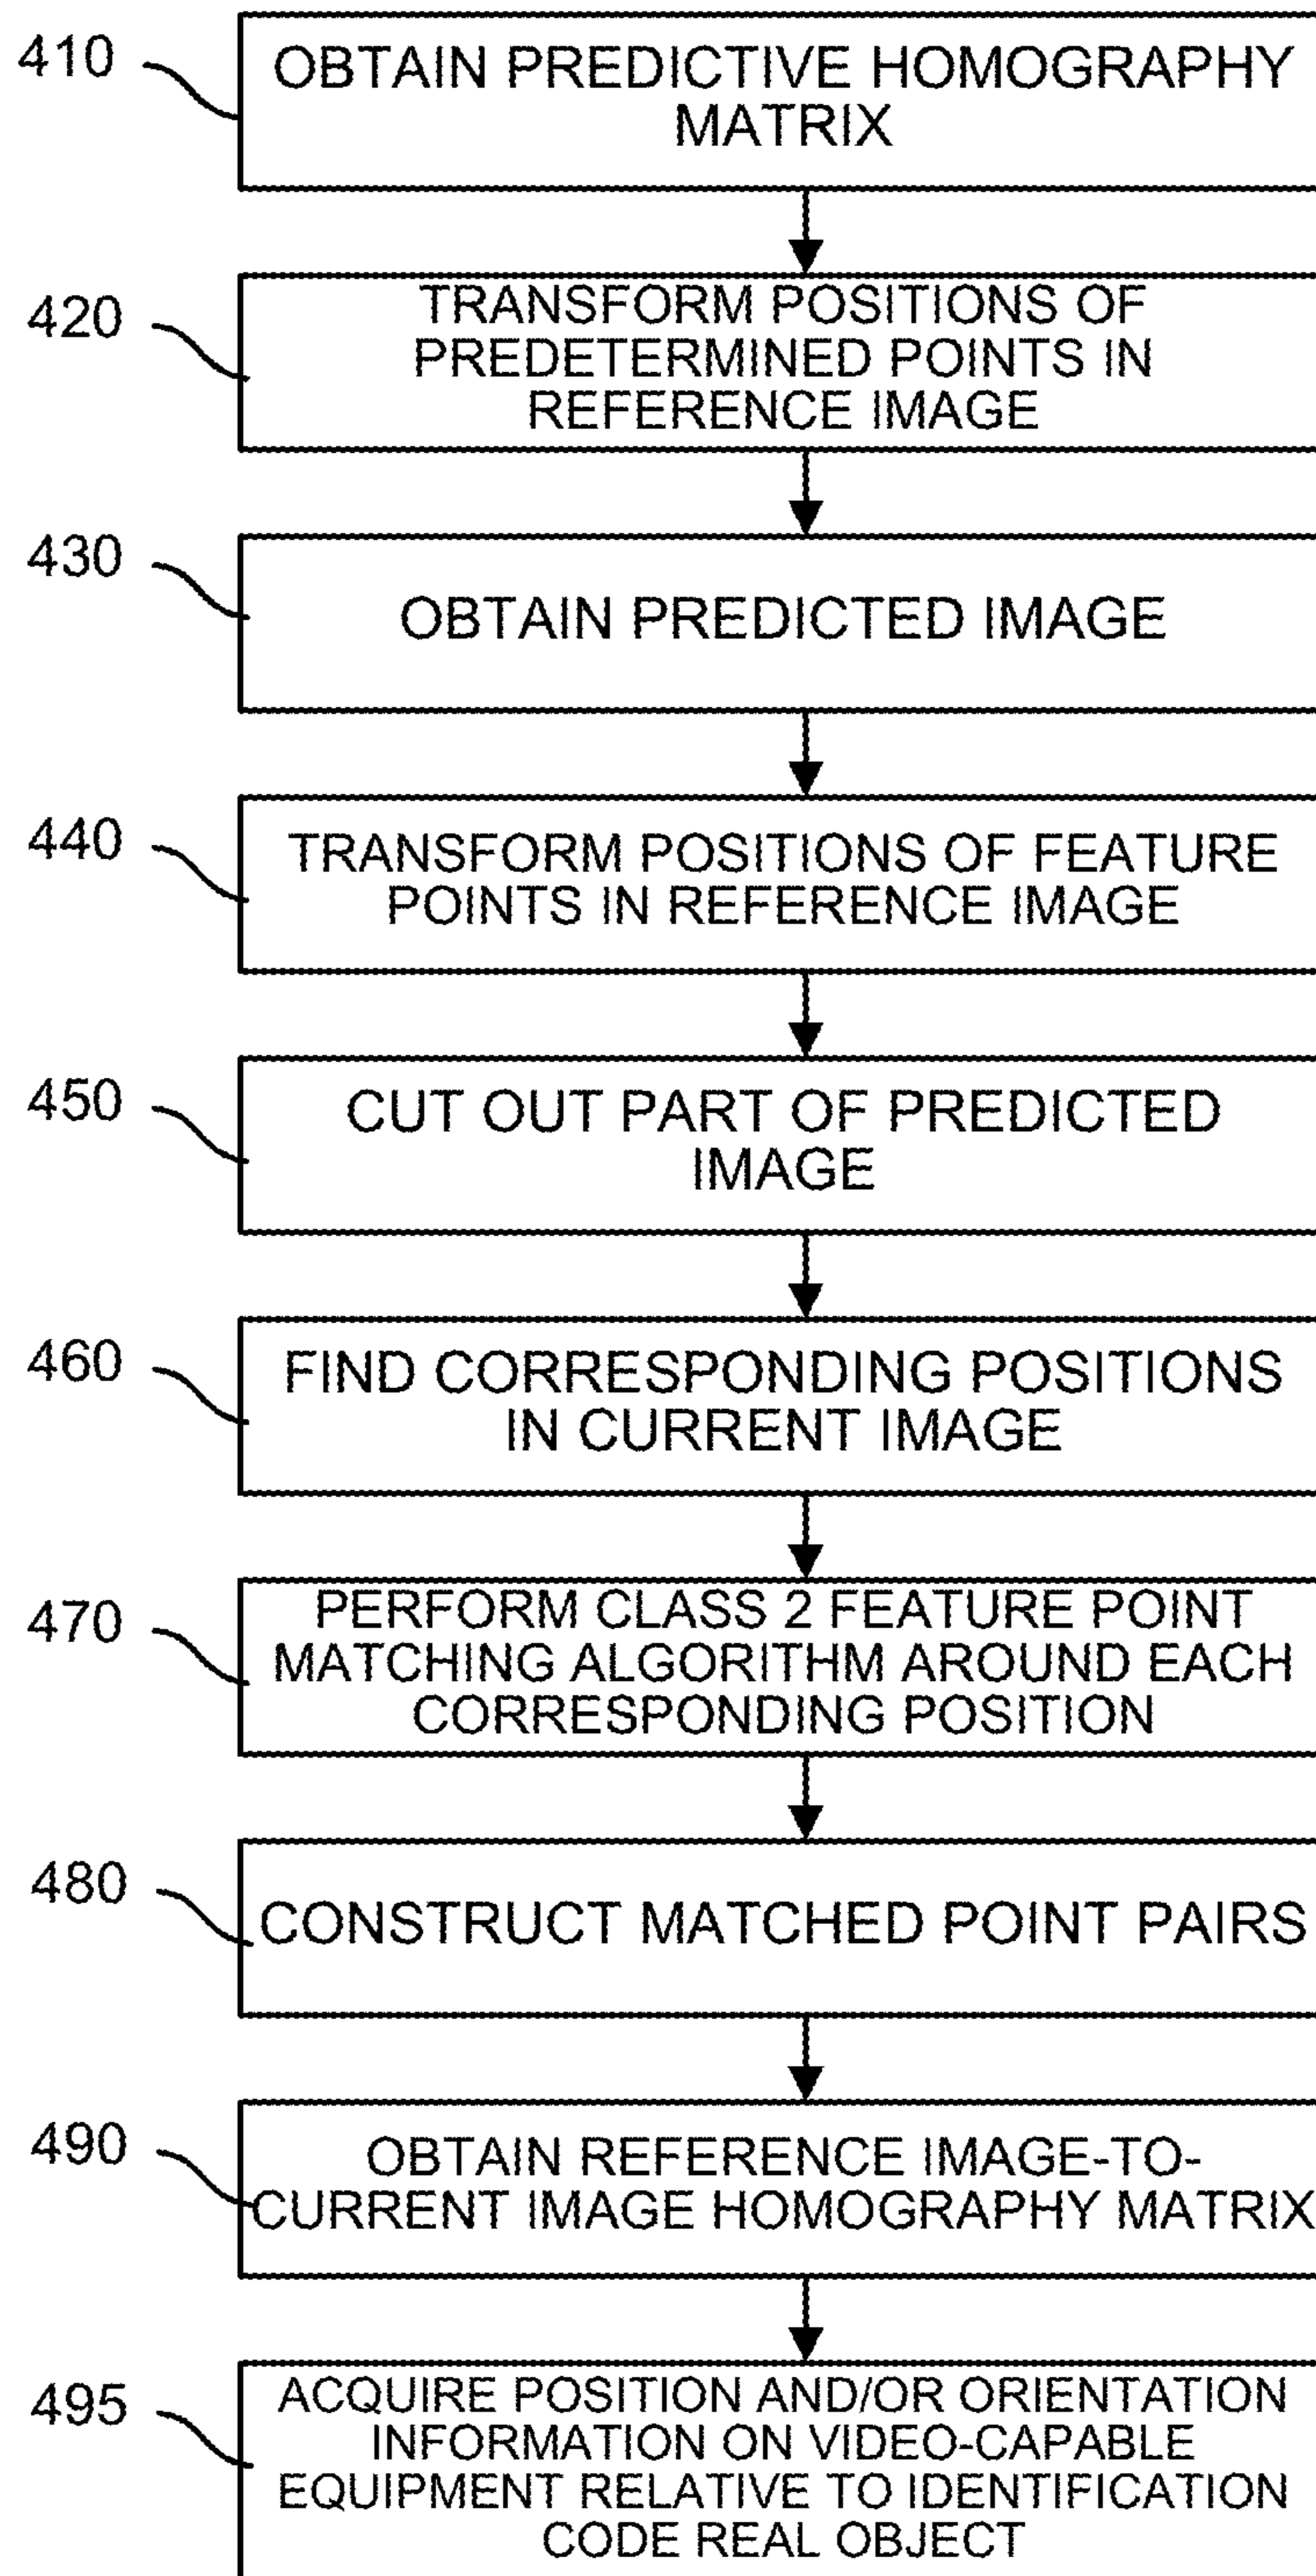 410
OBTAIN PREDICTIVE HOMOGRAPHY
MATRIX
420
TRANSFORM POSITIONS OF
PREDETERMINED POINTS IN
REFERENCE IMAGE
430
OBTAIN PREDICTED IMAGE
440
TRANSFORM POSITIONS OF FEATURE
POINTS IN REFERENCE IMAGE
450
CUT OUT PART OF PREDICTED
IMAGE
460
FIND CORRESPONDING POSITIONS
IN CURRENT IMAGE
470
PERFORM CLASS 2 FEATURE POINT
MATCHING ALGORITHM AROUND EACH
CORRESPONDING POSITION
480
CONSTRUCT MATCHED POINT PAIRS
490
OBTAIN REFERENCE IMAGE-TO-
CURRENT IMAGE HOMOGRAPHY MATRIX
495
ACQUIRE POSITION AND/OR ORIENTATION
INFORMATION ON VIDEO-CAPABLE
EQUIPMENT RELATIVE TO IDENTIFICATION
CODE REAL OBJECT